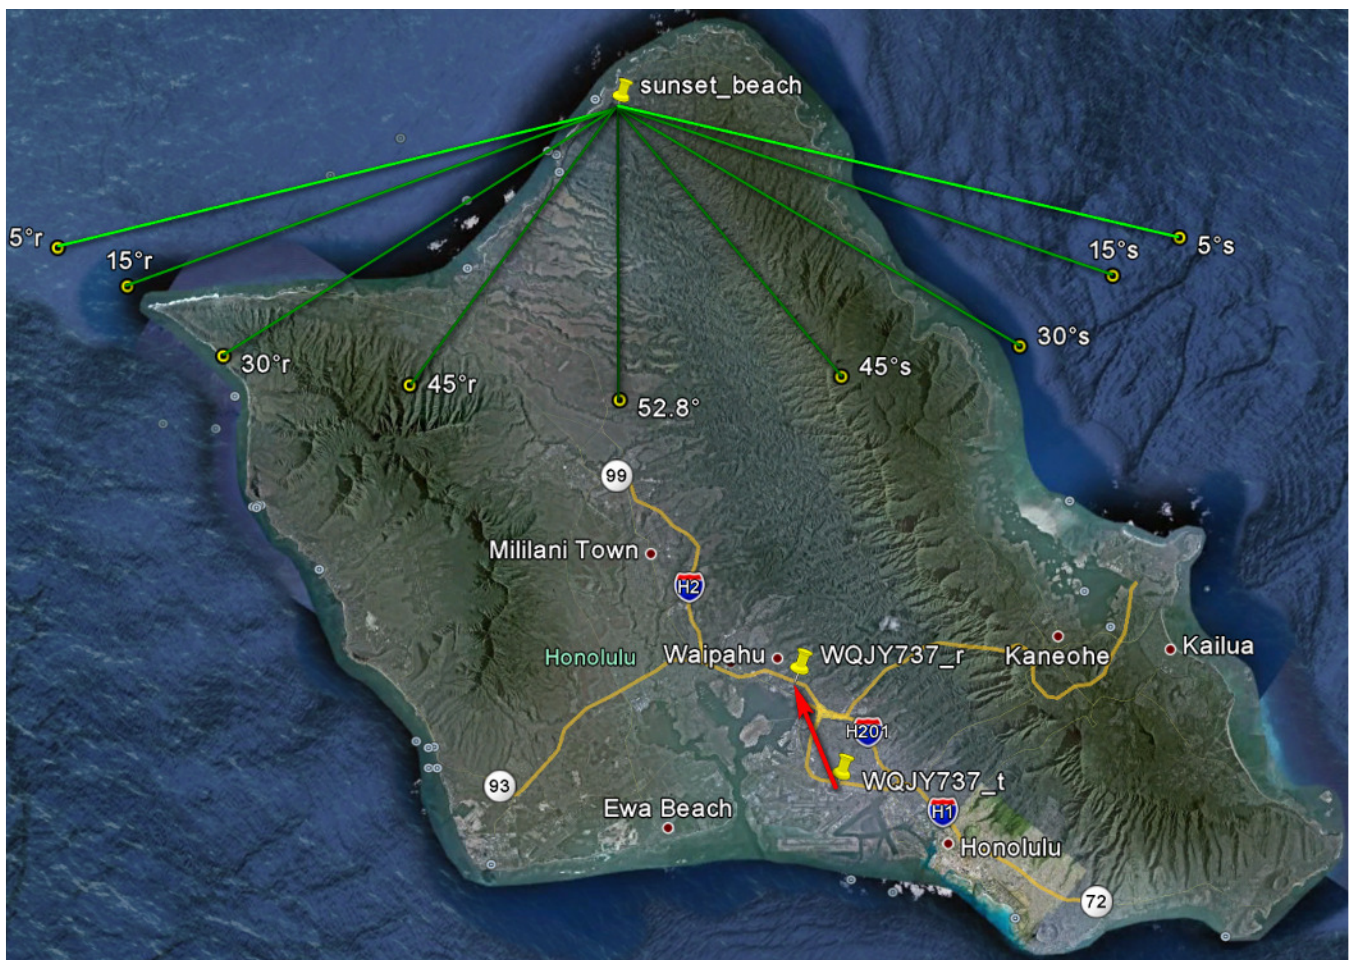 sunset_beach
5°r
15°r
15°s
5°s
30°r
30°s
45°r
45°s
52.8°
99
Mililani Town
H2
Honolulu
Waipahu
WQJY737_r
Kaneohe
Kailua
H201
93
WQJY737_t
Ewa Beach
H1
Honolulu
72